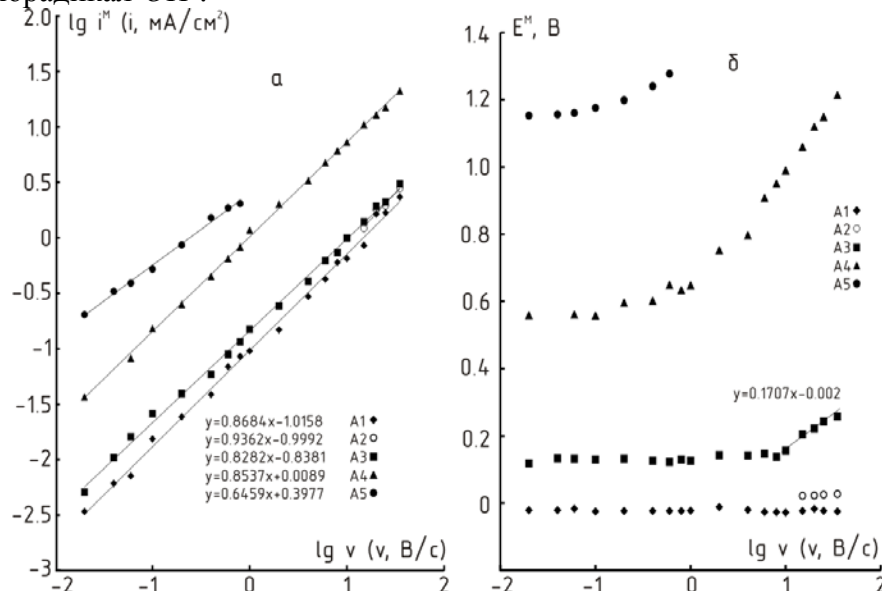 lg iᴹ (i, мА/см²)
а
2.0
1.5
1.0
0.5
0
−0.5
−1
−1.5
−2
−2.5
−3
y=0.8684x-1.0158 A1
y=0.9362x-0.9992 A2
y=0.8282x-0.8381 A3
y=0.8537x+0.0089 A4
y=0.6459x+0.3977 A5
lg v (v, В/с)
−2 −1 0 1 2
Eᴹ, В
δ
1.4
1.2
1.0
0.8
0.6
0.4
0.2
0
A1
A2
A3
A4
A5
y=0.1707x-0.002
lg v (v, В/с)
−2 −1 0 1 2